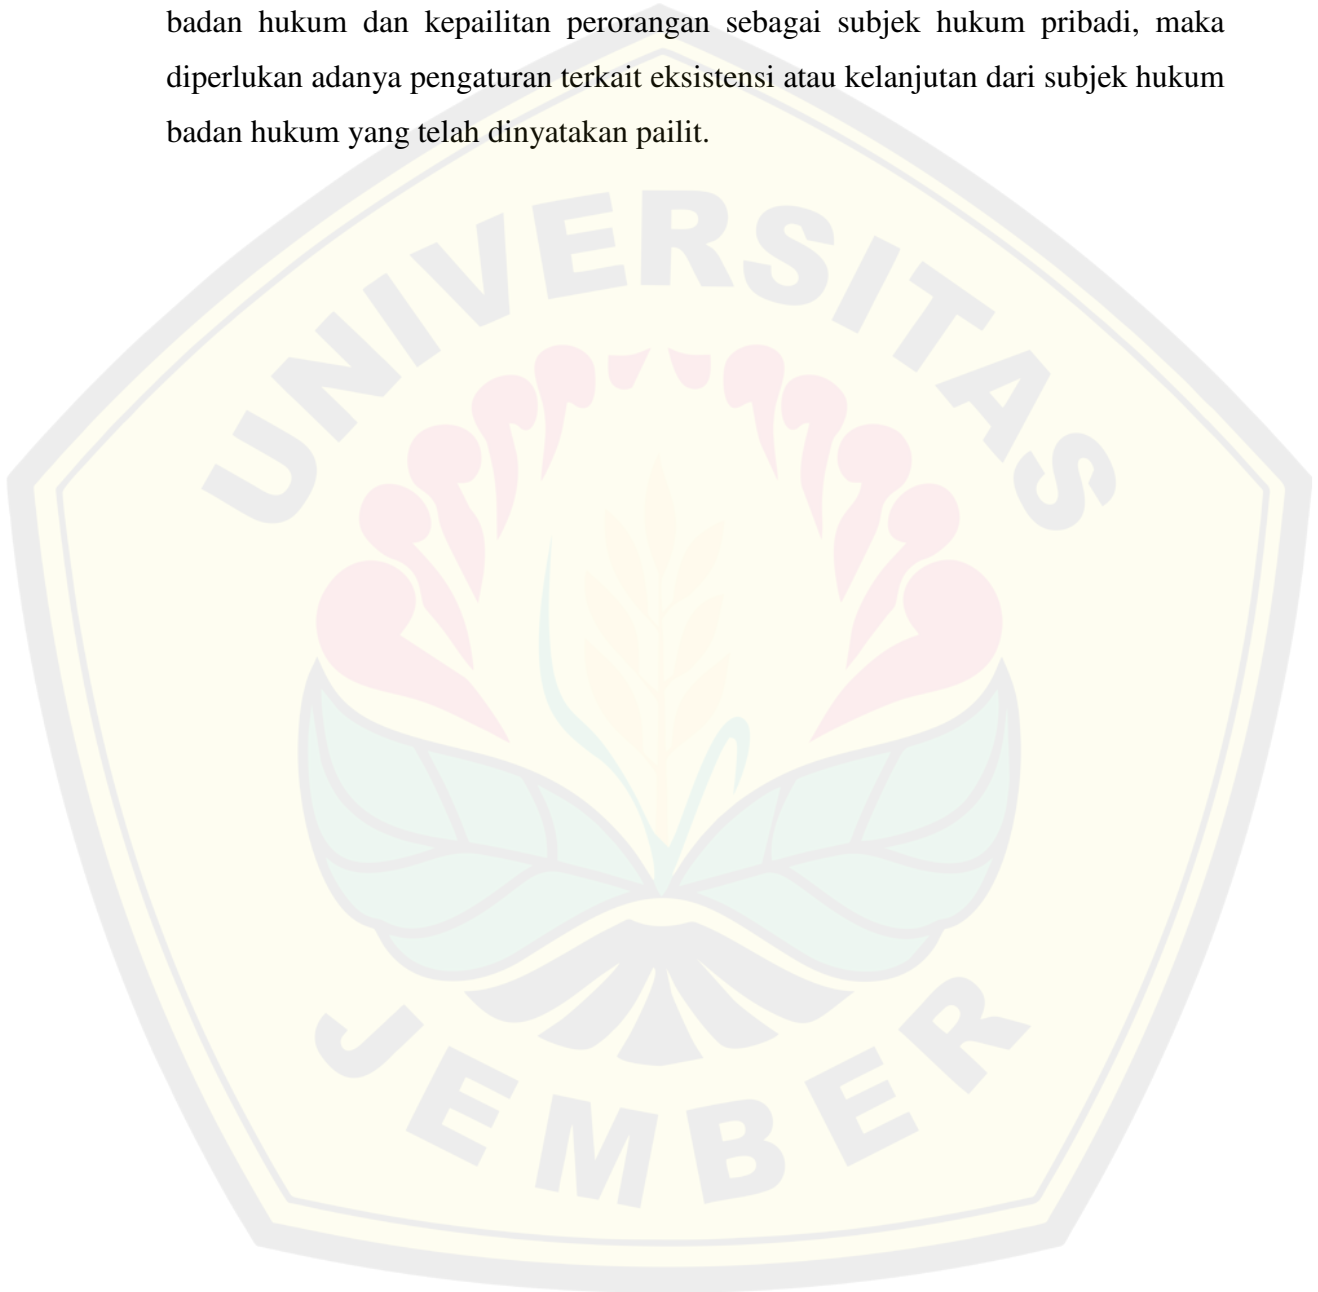 badan hukum dan kepailitan perorangan sebagai subjek hukum pribadi, maka
diperlukan adanya pengaturan terkait eksistensi atau kelanjutan dari subjek hukum
badan hukum yang telah dinyatakan pailit.
UNIVERSITAS
JEMBER